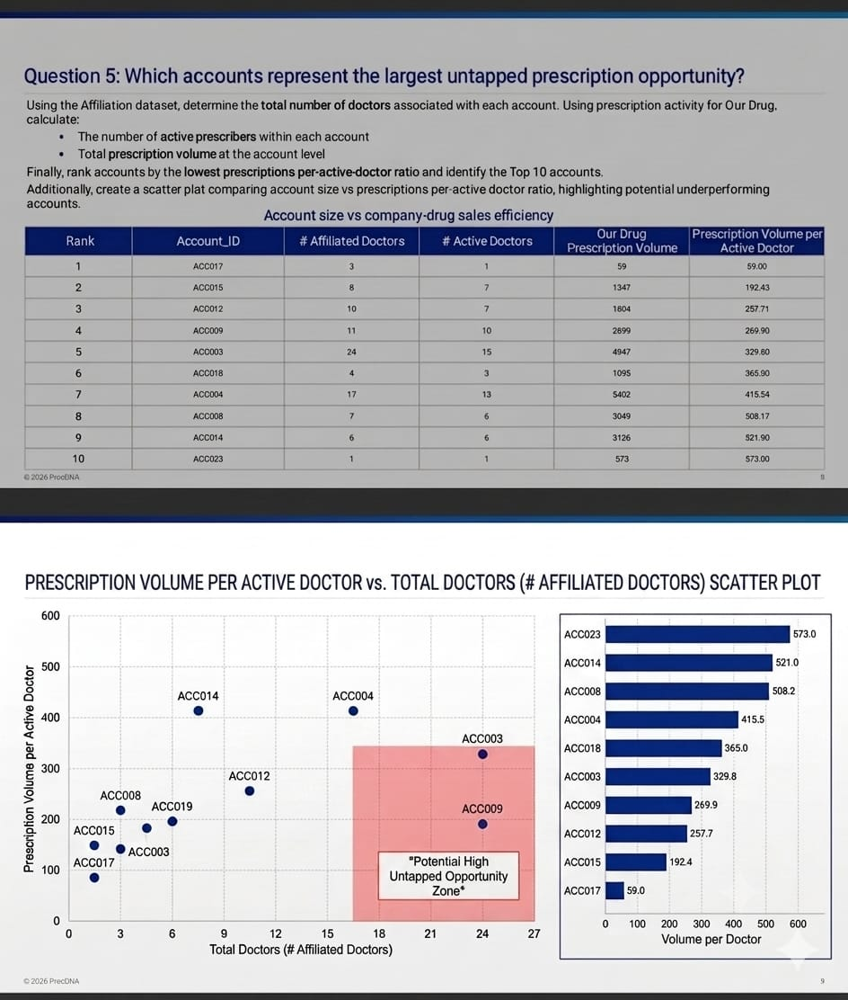 Question 5: Which accounts represent the largest untapped prescription opportunity?
Using the Affiliation dataset, determine the total number of doctors associated with each account. Using prescription activity for Our Drug,
calculate:
• The number of active prescribers within each account
• Total prescription volume at the account level
Finally, rank accounts by the lowest prescriptions per-active-doctor ratio and identify the Top 10 accounts.
Additionally, create a scatter plat comparing account size vs prescriptions per-active doctor ratio, highlighting potential underperforming
accounts.
Account size vs company-drug sales efficiency
Rank Account_ID # Affiliated Doctors # Active Doctors Our Drug Prescription Volume Prescription Volume per Active Doctor
1 ACC017 3 1 59 59.00
2 ACC015 8 7 1347 192.43
3 ACC012 10 7 1804 257.71
4 ACC009 11 10 2699 269.90
5 ACC003 24 15 4947 329.80
6 ACC018 4 3 1095 365.90
7 ACC004 17 13 5402 415.54
8 ACC008 7 6 3049 508.17
9 ACC014 6 6 3126 521.90
10 ACC023 1 1 573 573.00
© 2026 ProcDNA 8
PRESCRIPTION VOLUME PER ACTIVE DOCTOR vs. TOTAL DOCTORS (# AFFILIATED DOCTORS) SCATTER PLOT
Prescription Volume per Active Doctor
600
500
400
300
200
100
0
ACC014
ACC004
ACC003
ACC012
ACC008
ACC019
ACC009
ACC015
ACC003
ACC017
"Potential High
Untapped Opportunity
Zone"
0 3 6 9 12 15 18 21 24 27
Total Doctors (# Affiliated Doctors)
ACC023 573.0
ACC014 521.0
ACC008 508.2
ACC004 415.5
ACC018 365.0
ACC003 329.8
ACC009 269.9
ACC012 257.7
ACC015 192.4
ACC017 59.0
0 100 200 300 400 500 600
Volume per Doctor
© 2026 PrecDNA 9